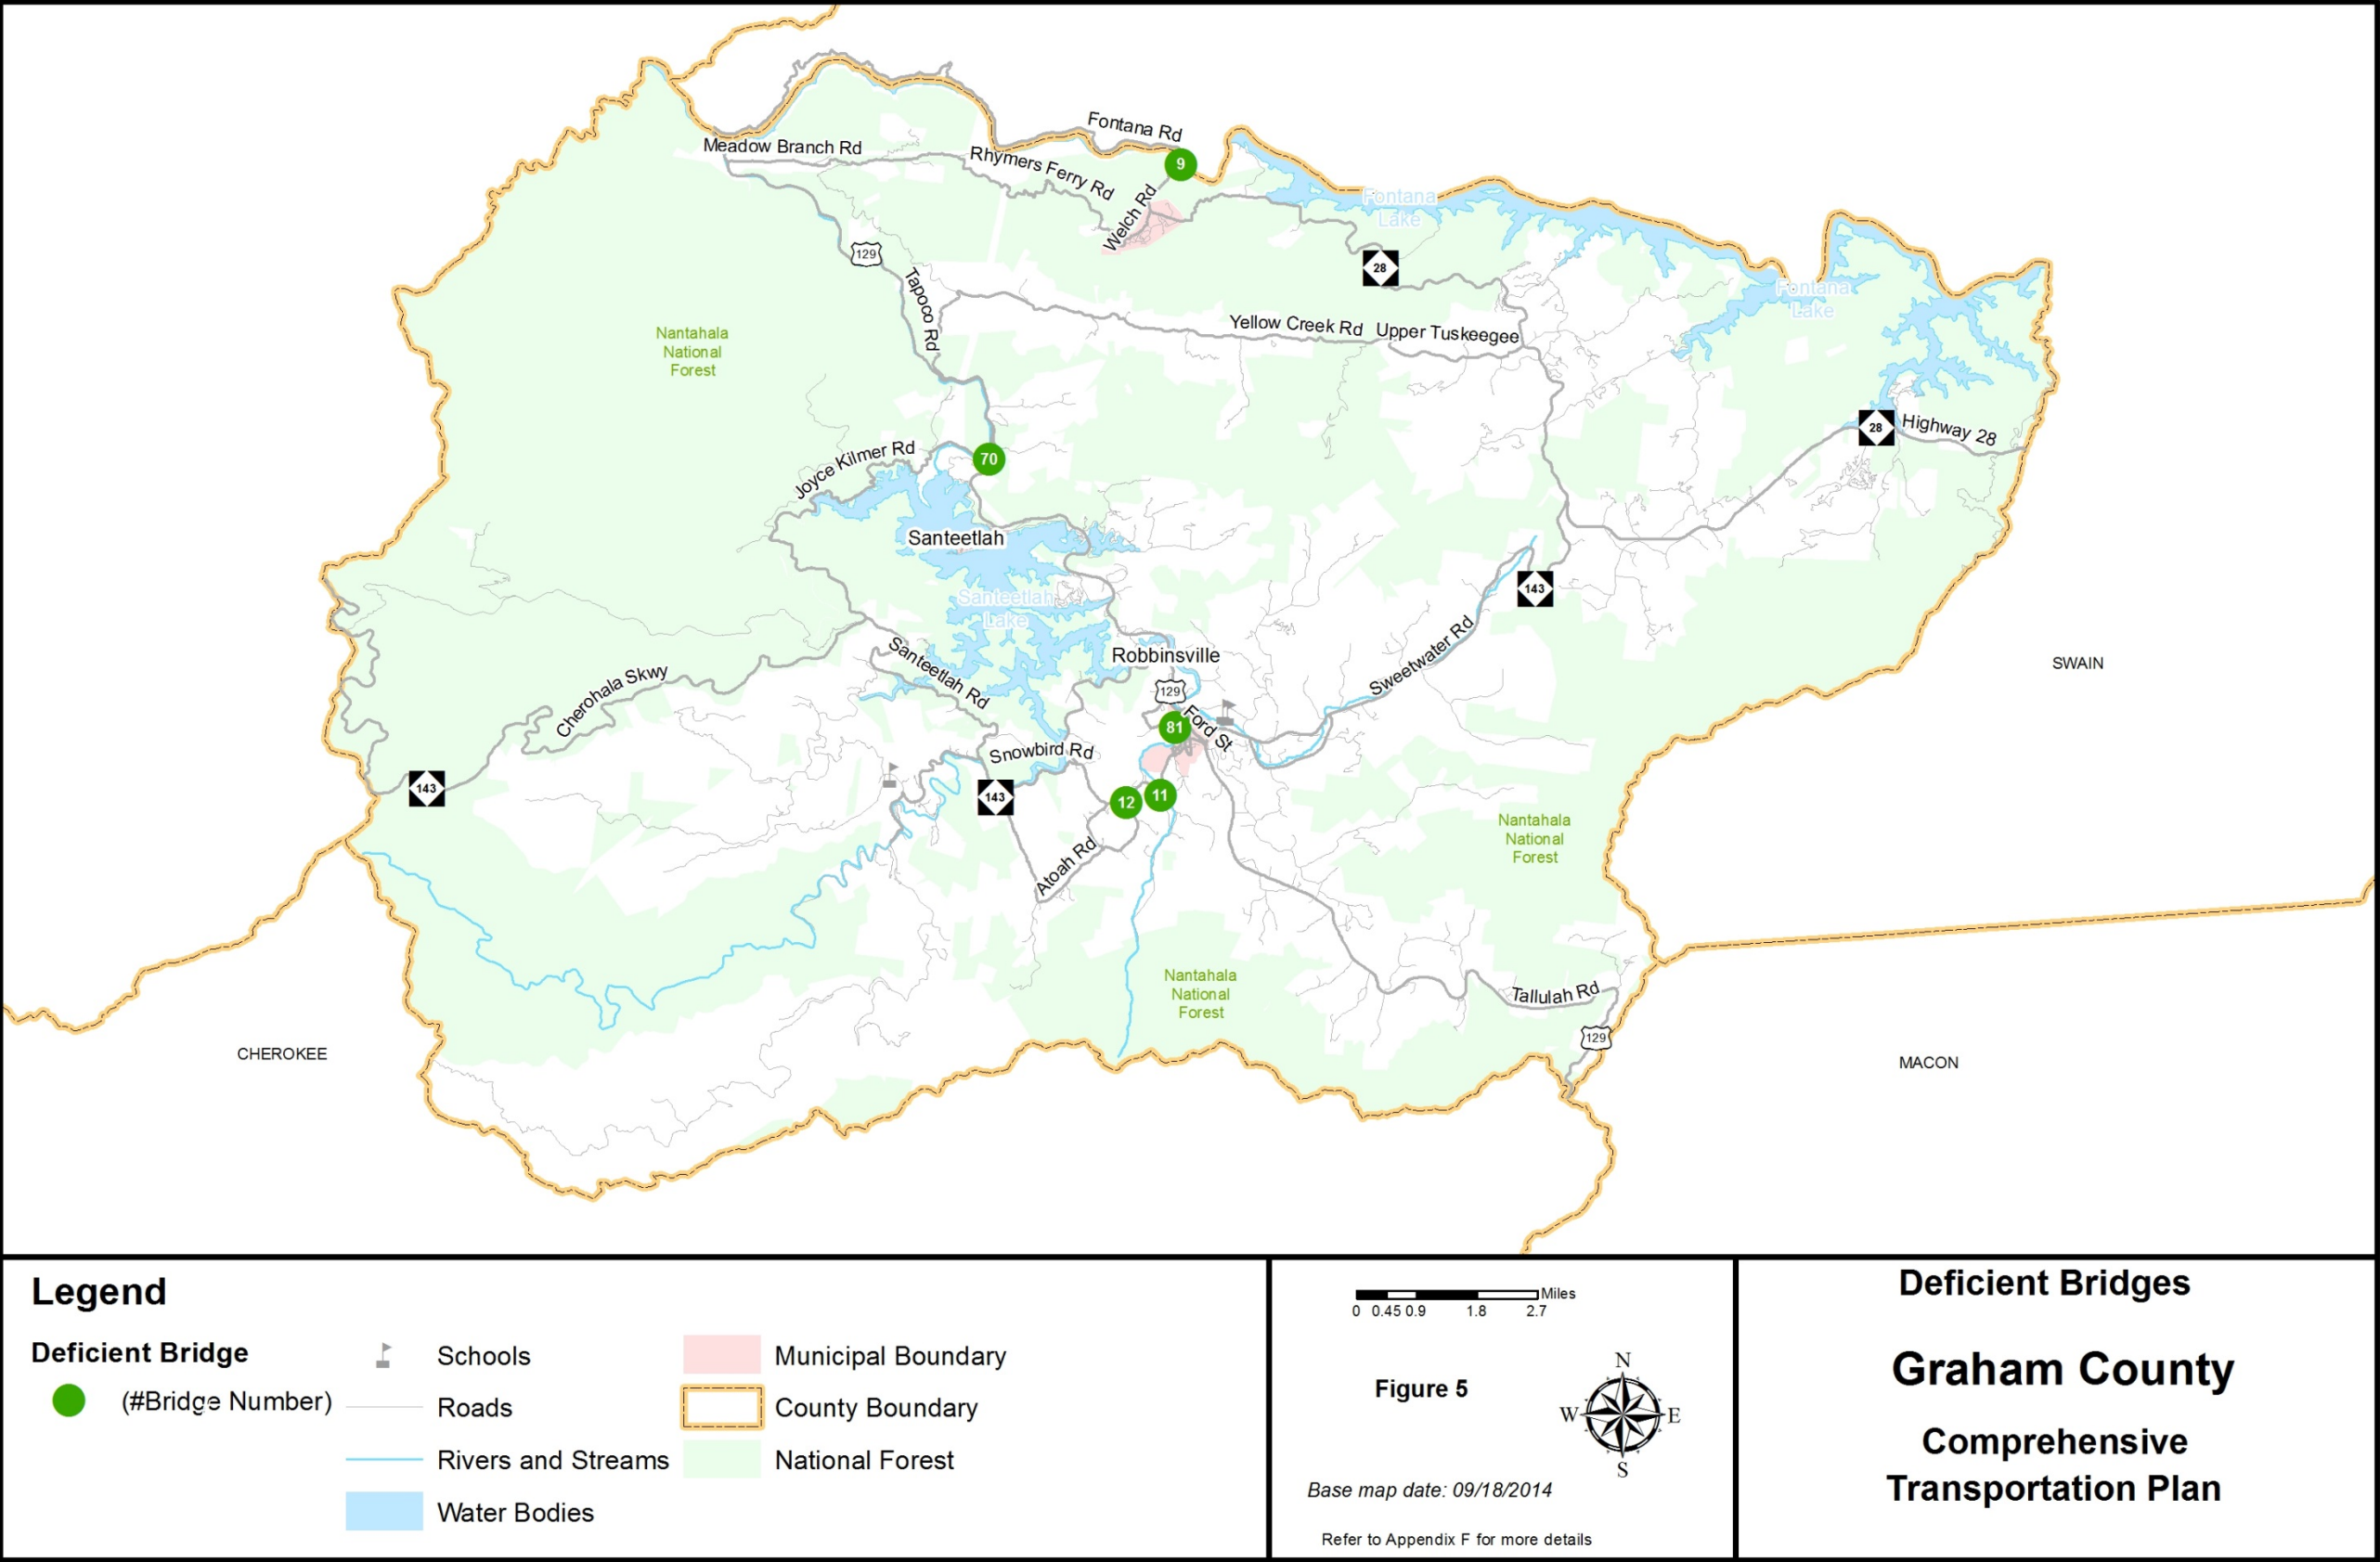 Fontana Rd
Meadow Branch Rd
Rhymers Ferry Rd
9
Welch Rd
Fontana
Lake
129
28
Tapoco Rd
Fontana
Lake
Nantahala
National
Forest
Yellow Creek Rd
Upper Tuskeegee
28
Highway 28
Joyce Kilmer Rd
70
Santeetlah
143
Santeetlah
Lake
Sweetwater Rd
Robbinsville
SWAIN
Santeetlah Rd
129
Cherohala Skwy
Ford St
81
Snowbird Rd
143
143
12
11
Nantahala
National
Forest
Atoah Rd
Nantahala
National
Forest
Tallulah Rd
129
CHEROKEE
MACON
Legend
Deficient Bridge
(#Bridge Number)
Schools
Roads
Rivers and Streams
Water Bodies
Municipal Boundary
County Boundary
National Forest
Miles
0 0.45 0.9 1.8 2.7
Figure 5
N
W E
S
Base map date: 09/18/2014
Refer to Appendix F for more details
Deficient Bridges
Graham County
Comprehensive
Transportation Plan